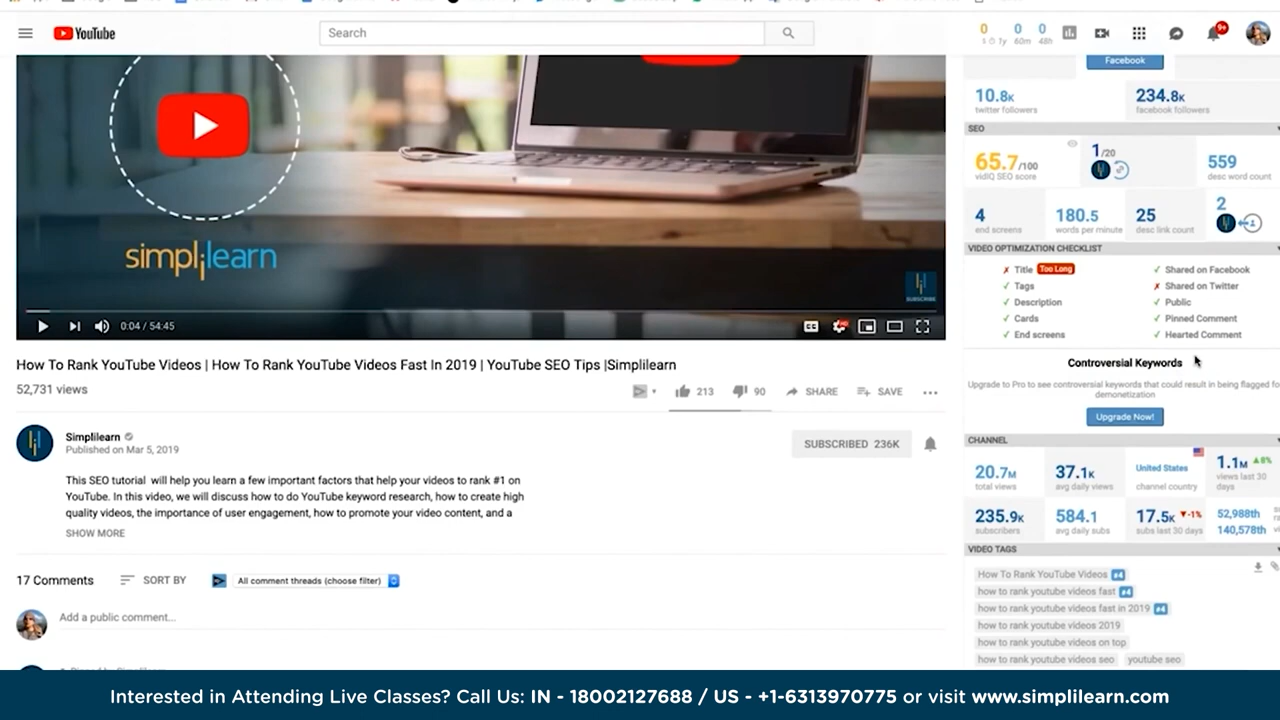 YouTube
Search
0 0 0
1y 60m 48h
9+
simplilearn
SUBSCRIBE
0:04 / 54:45
How To Rank YouTube Videos | How To Rank YouTube Videos Fast In 2019 | YouTube SEO Tips |Simplilearn
52,731 views
213 90 SHARE SAVE
Simplilearn
Published on Mar 5, 2019
SUBSCRIBED 236K
This SEO tutorial will help you learn a few important factors that help your videos to rank #1 on
YouTube. In this video, we will discuss how to do YouTube keyword research, how to create high
quality videos, the importance of user engagement, how to promote your video content, and a
SHOW MORE
17 Comments SORT BY All comment threads (choose filter)
Add a public comment...
Facebook
10.8K 234.8K
twitter followers facebook followers
SEO
65.7/100 1/20 559
vidIQ SEO score desc word count
4 180.5 25 2
end screens words per minute desc link count
VIDEO OPTIMIZATION CHECKLIST
✗ Title Too Long ✓ Shared on Facebook
✓ Tags ✗ Shared on Twitter
✓ Description ✓ Public
✓ Cards ✓ Pinned Comment
✓ End screens ✓ Hearted Comment
Controversial Keywords
Upgrade to Pro to see controversial keywords that could result in being flagged for
demonetization
Upgrade Now!
CHANNEL
20.7M 37.1K United States 1.1M ▲8%
total views avg daily views channel country views last 30
days
235.9K 584.1 17.5K ▼-1% 52,988th
subscribers avg daily subs subs last 30 days 140,578th
VIDEO TAGS
How To Rank YouTube Videos #4
how to rank youtube videos fast #4
how to rank youtube videos fast in 2019 #4
how to rank youtube videos 2019
how to rank youtube videos on top
how to rank youtube videos seo youtube seo
Interested in Attending Live Classes? Call Us: IN - 18002127688 / US - +1-6313970775 or visit www.simplilearn.com